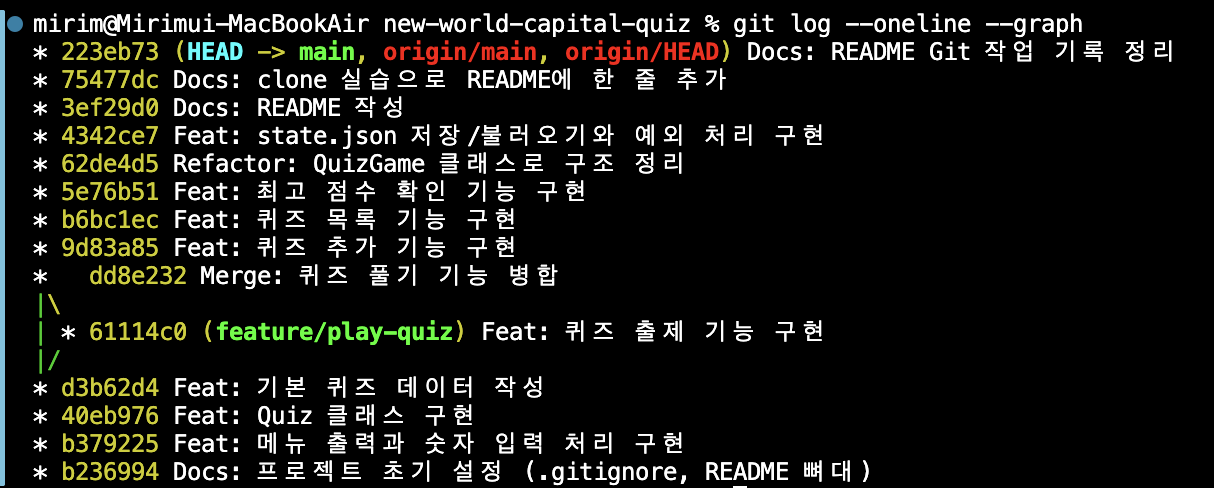 mirim@Mirimui-MacBookAir new-world-capital-quiz % git log --oneline --graph
* 223eb73 (HEAD -> main, origin/main, origin/HEAD) Docs: README Git 작업 기록 정리
* 75477dc Docs: clone 실습으로 README에 한 줄 추가
* 3ef29d0 Docs: README 작성
* 4342ce7 Feat: state.json 저장/불러오기와 예외 처리 구현
* 62de4d5 Refactor: QuizGame 클래스로 구조 정리
* 5e76b51 Feat: 최고 점수 확인 기능 구현
* b6bc1ec Feat: 퀴즈 목록 기능 구현
* 9d83a85 Feat: 퀴즈 추가 기능 구현
*   dd8e232 Merge: 퀴즈 풀기 기능 병합
|\
| * 61114c0 (feature/play-quiz) Feat: 퀴즈 출제 기능 구현
|/
* d3b62d4 Feat: 기본 퀴즈 데이터 작성
* 40eb976 Feat: Quiz 클래스 구현
* b379225 Feat: 메뉴 출력과 숫자 입력 처리 구현
* b236994 Docs: 프로젝트 초기 설정 (.gitignore, README 뼈대)